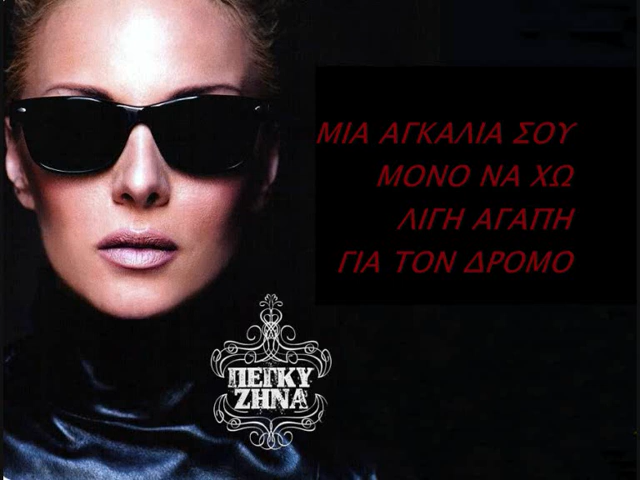 ΜΙΑ ΑΓΚΑΛΙΑ ΣΟΥ
ΜΟΝΟ ΝΑ ΧΩ
ΛΙΓΗ ΑΓΑΠΗ
ΓΙΑ ΤΟΝ ΔΡΟΜΟ
ΠΕΓΚΥ
ΖΗΝΑ